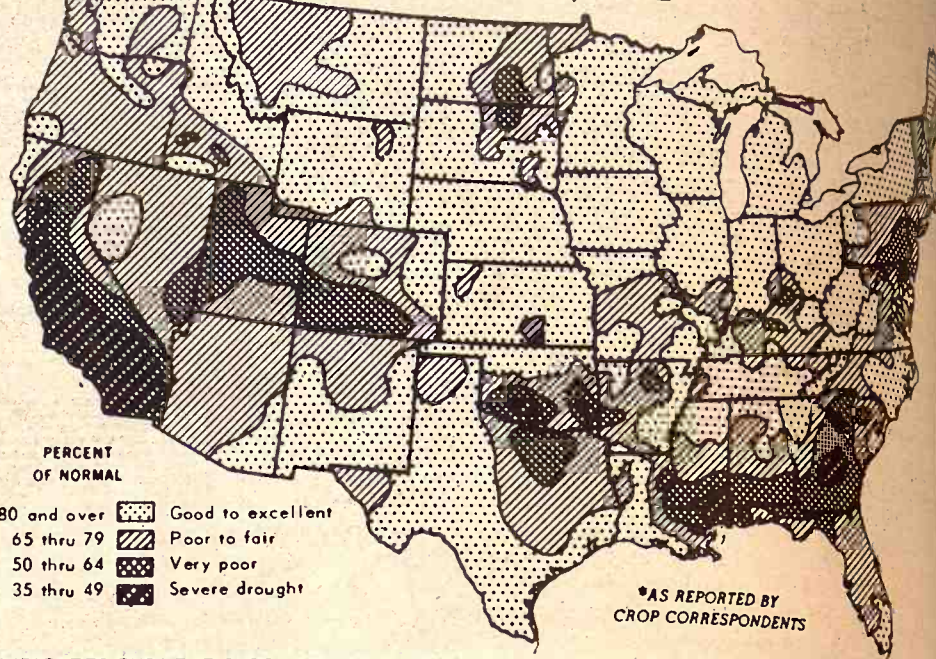 PERCENT
OF NORMAL
80 and over Good to excellent
65 thru 79 Poor to fair
50 thru 64 Very poor
35 thru 49 Severe drought
*AS REPORTED BY
CROP CORRESPONDENTS